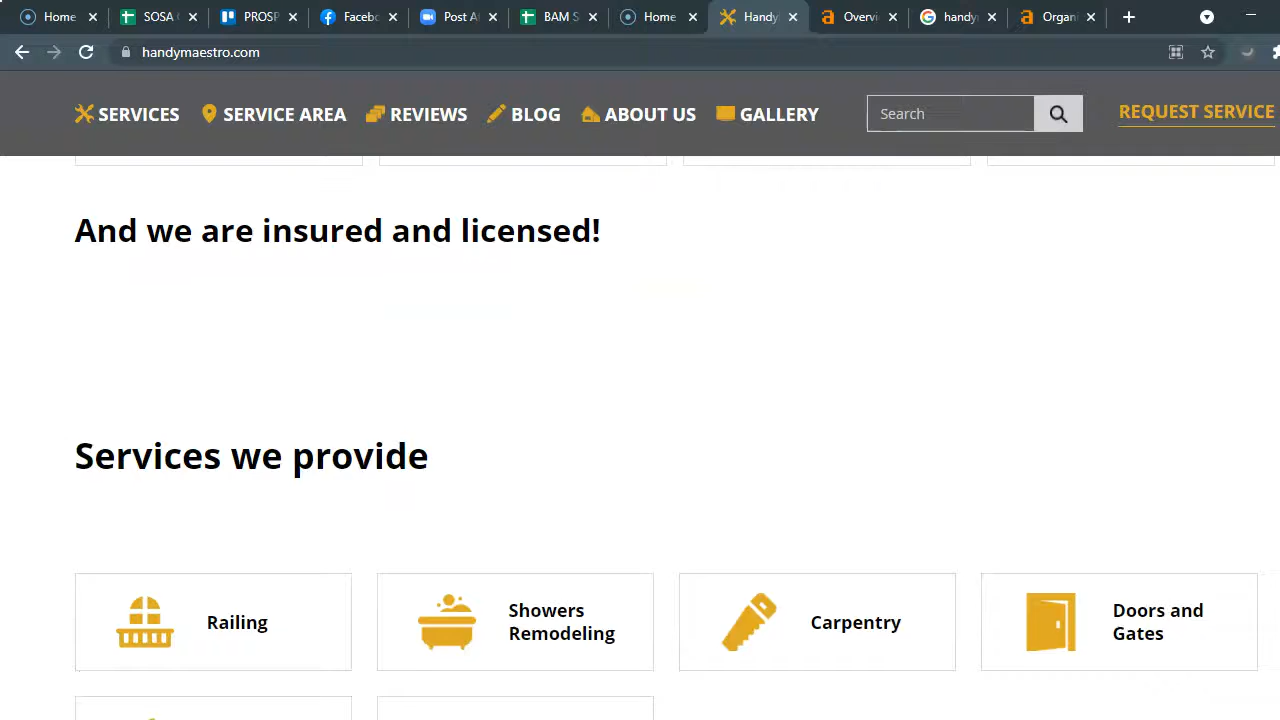 Home
SOSA
PROSP
Faceb
Post A
BAM S
Home
Handy
Overvi
handy
Organi
handymaestro.com
SERVICES
SERVICE AREA
REVIEWS
BLOG
ABOUT US
GALLERY
Search
REQUEST SERVICE
And we are insured and licensed!
Services we provide
Railing
Showers
Remodeling
Carpentry
Doors and
Gates